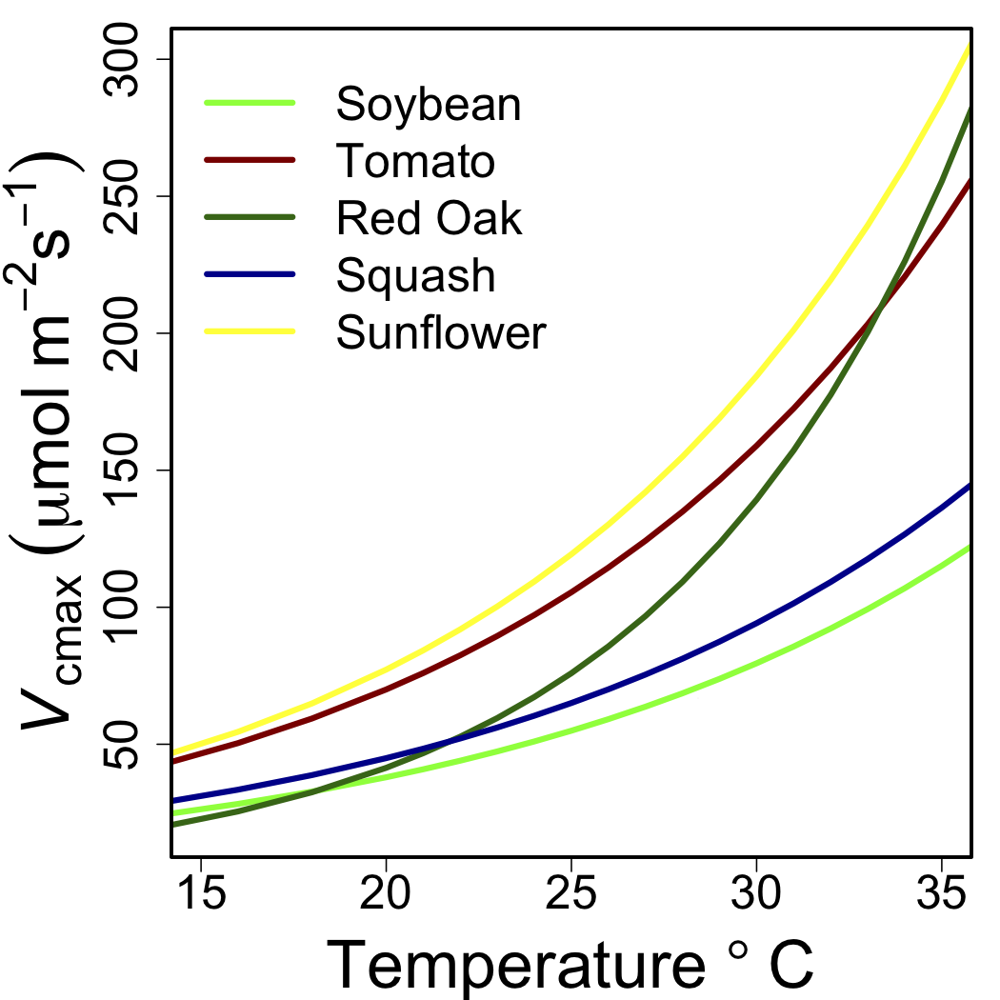 Soybean
Tomato
Red Oak
Squash
Sunflower
V cmax (μmol m−2s−1)
50
100
150
200
250
300
15
20
25
30
35
Temperature ° C